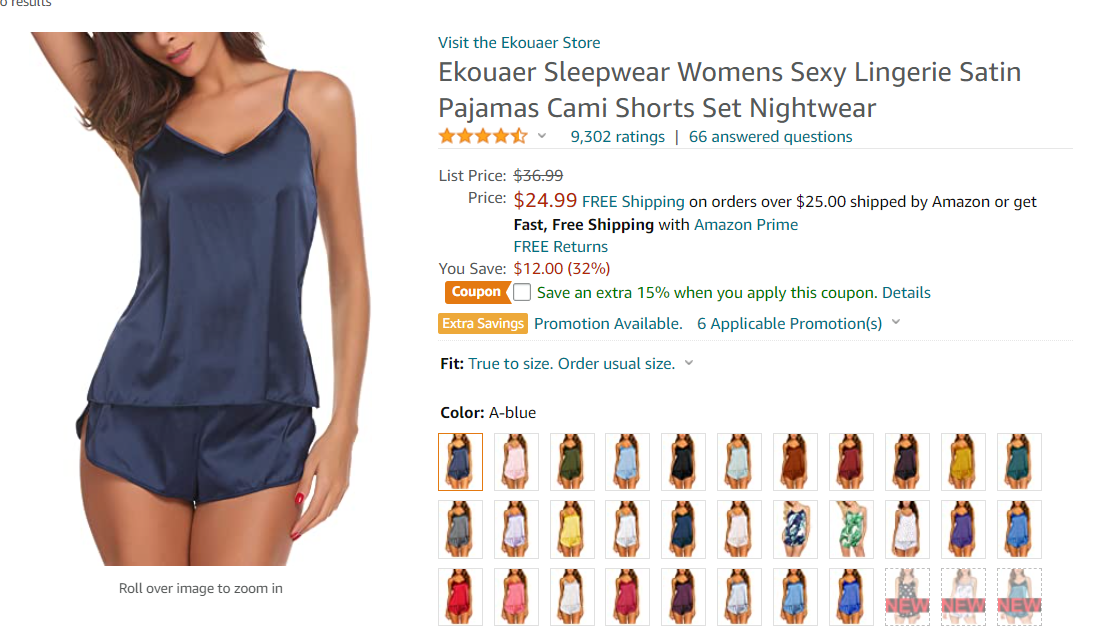 o results
Visit the Ekouaer Store
Ekouaer Sleepwear Womens Sexy Lingerie Satin
Pajamas Cami Shorts Set Nightwear
9,302 ratings | 66 answered questions
List Price: $36.99
Price: $24.99 FREE Shipping on orders over $25.00 shipped by Amazon or get
Fast, Free Shipping with Amazon Prime
FREE Returns
You Save: $12.00 (32%)
Coupon Save an extra 15% when you apply this coupon. Details
Extra Savings Promotion Available. 6 Applicable Promotion(s)
Fit: True to size. Order usual size.
Color: A-blue
NEW NEW NEW
Roll over image to zoom in